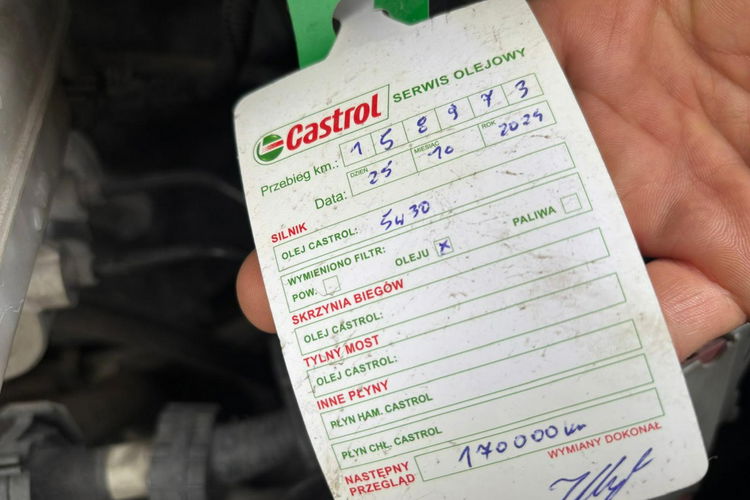 Castrol SERWIS OLEJOWY
Przebieg km.: 1 5 8 9 7 3
Data: DZIEŃ 25 MIESIĄC 10 ROK 2024
SILNIK
OLEJ CASTROL: 5W30
WYMIENIONO FILTR:
POW. OLEJU x PALIWA
SKRZYNIA BIEGÓW
OLEJ CASTROL:
TYLNY MOST
OLEJ CASTROL:
INNE PŁYNY
PŁYN HAM. CASTROL
PŁYN CHŁ. CASTROL
NASTĘPNY PRZEGLĄD 170000km
WYMIANY DOKONAŁ